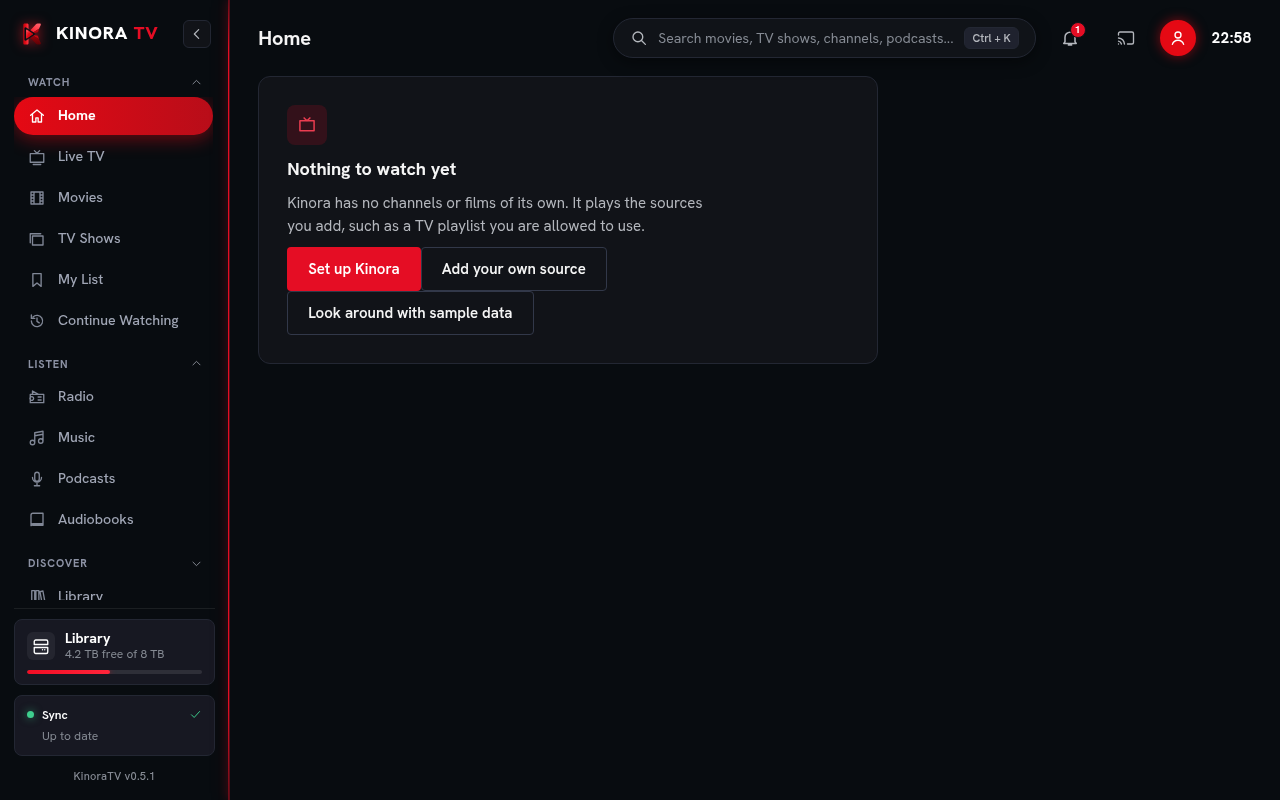 KINORA TV
WATCH
Home
Live TV
Movies
TV Shows
My List
Continue Watching
LISTEN
Radio
Music
Podcasts
Audiobooks
DISCOVER
Library
Library
4.2 TB free of 8 TB
Sync
Up to date
KinoraTV v0.5.1
Home
Search movies, TV shows, channels, podcasts...
Ctrl + K
1
22:58
Nothing to watch yet
Kinora has no channels or films of its own. It plays the sources
you add, such as a TV playlist you are allowed to use.
Set up Kinora
Add your own source
Look around with sample data